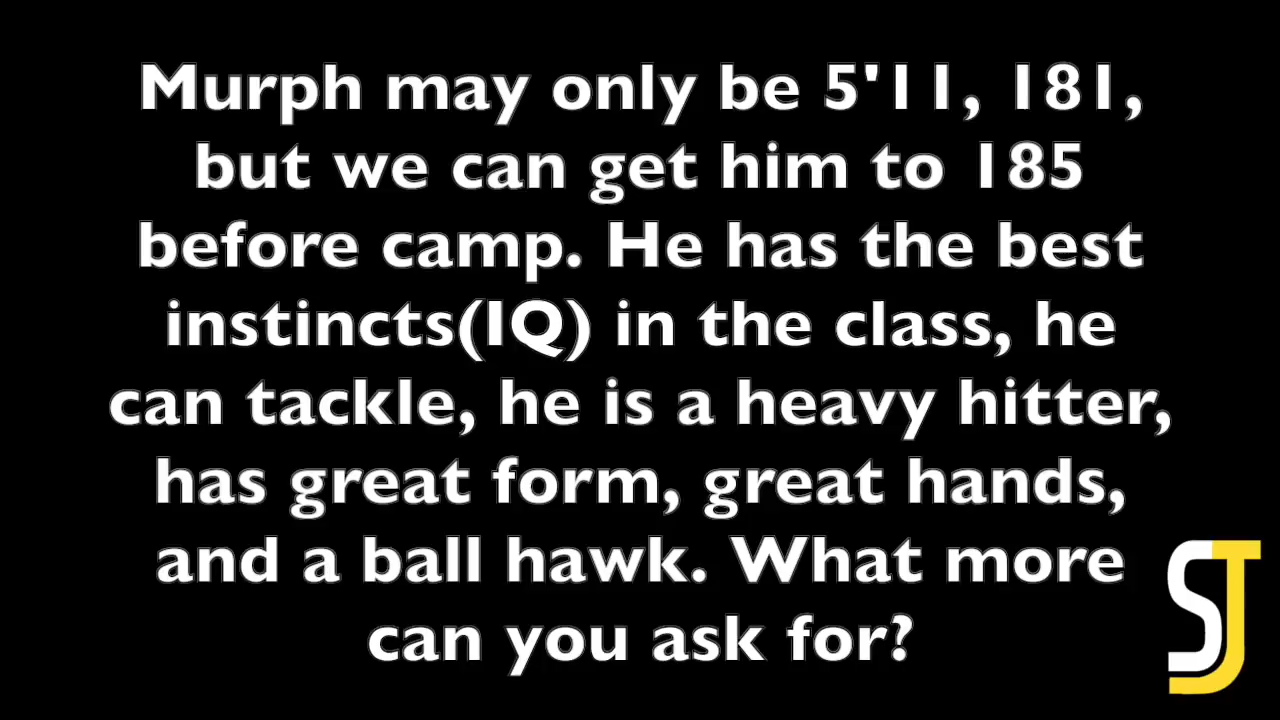 Murph may only be 5'11, 181,
but we can get him to 185
before camp. He has the best
instincts(IQ) in the class, he
can tackle, he is a heavy hitter,
has great form, great hands,
and a ball hawk. What more
can you ask for?
SJ